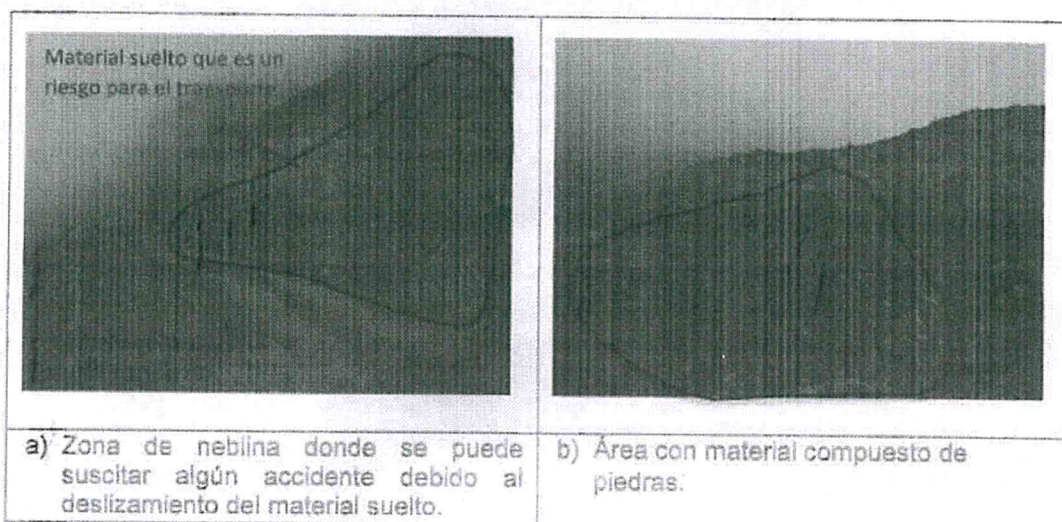 Material suelto que es un
riesgo para el transporte
a) Zona de neblina donde se puede
suscitar algún accidente debido al
deslizamiento del material suelto.
b) Área con material compuesto de
piedras.